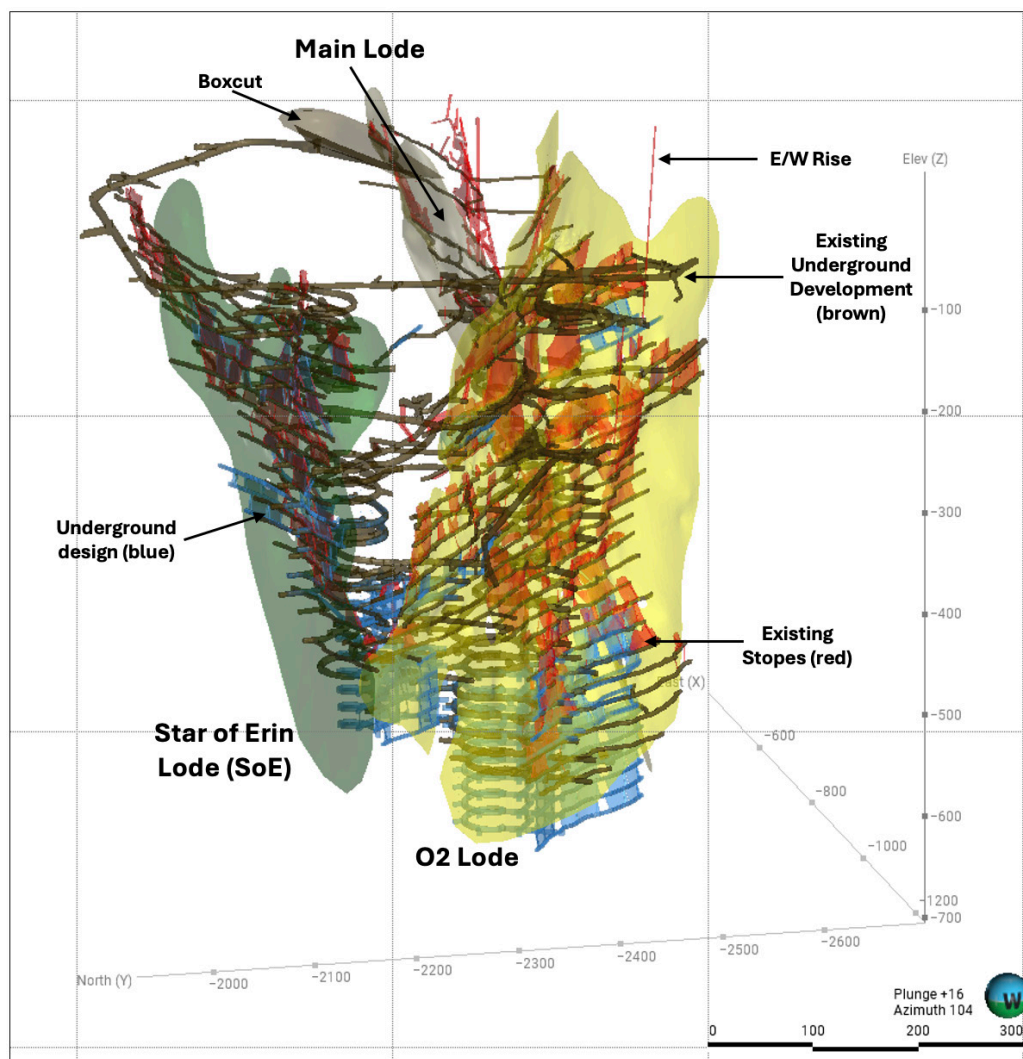 Main Lode
Boxcut
E/W Rise
Elev (Z)
Existing
Underground
Development
(brown)
-100
-200
-300
Underground
design (blue)
-400
Existing
Stopes (red)
East (X)
-500
Star of Erin
Lode (SoE)
-600
-800
-600
O2 Lode
-1000
-1200
-700
-2600
-2500
-2400
-2300
-2200
-2100
-2000
North (Y)
Plunge +16
Azimuth 104
W
0
100
200
300